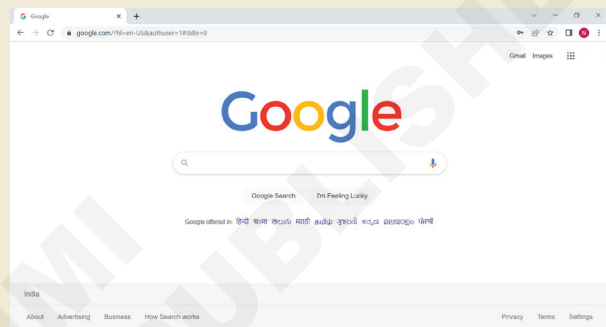 Google
google.com/?hl=en-US&authuser=1#ddle=0
N
Gmail Images
Google
Google Search I'm Feeling Lucky
Google offered in: हिन्दी বাংলা తెలుగు मराठी தமிழ் ગુજરાતી ಕನ್ನಡ മലയാളം ਪੰਜਾਬੀ
India
About Advertising Business How Search works
Privacy Terms Settings